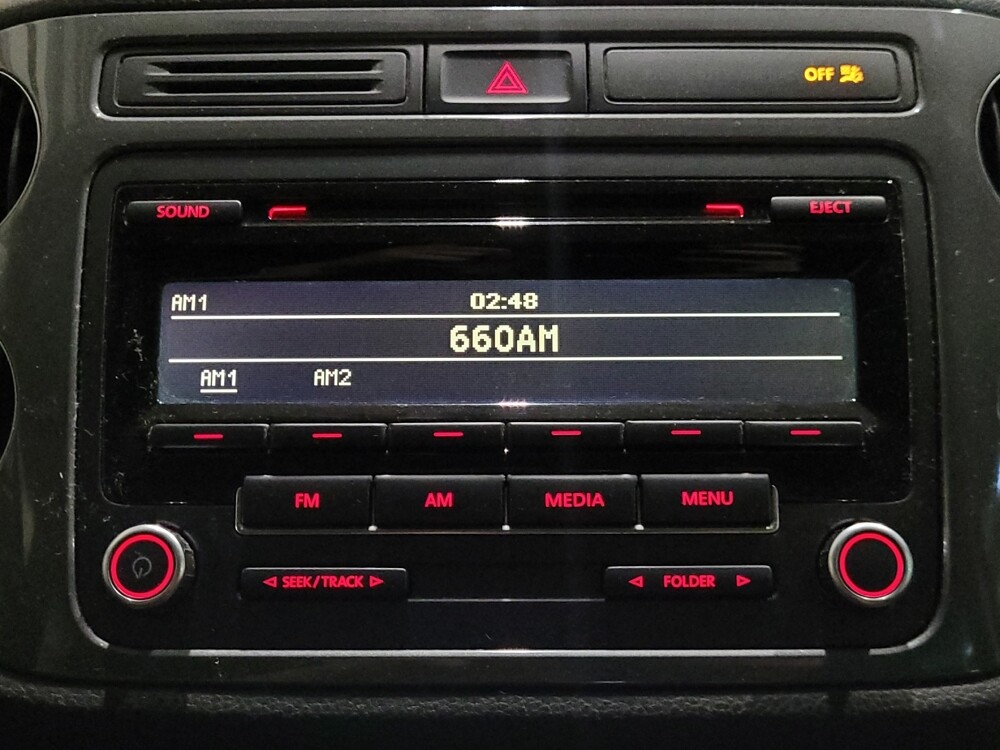 OFF
SOUND
EJECT
AM1 02:48
660AM
AM1 AM2
FM AM MEDIA MENU
SEEK/TRACK FOLDER